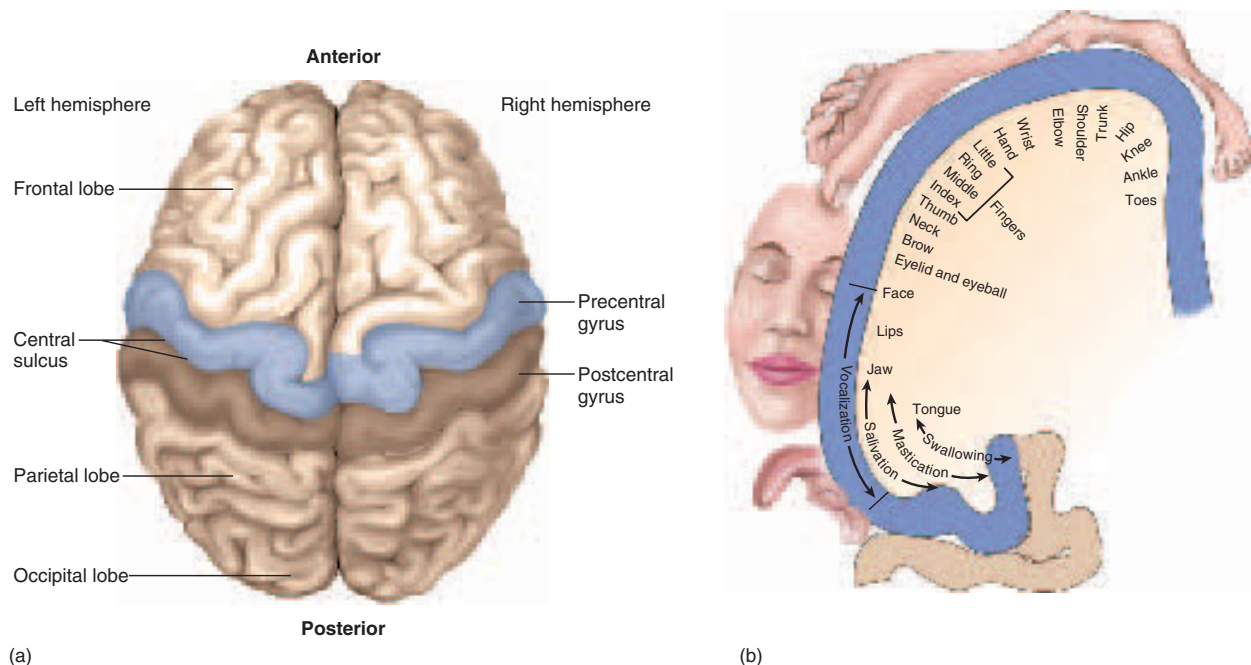 Anterior
Left hemisphere
Right hemisphere
Frontal lobe
Precentral
gyrus
Central
sulcus
Postcentral
gyrus
Parietal lobe
Occipital lobe
Posterior
(a)
Toes
Ankle
Knee
Hip
Trunk
Shoulder
Elbow
Wrist
Hand
Little
Ring
Middle
Index
Thumb
Fingers
Neck
Brow
Eyelid and eyeball
Face
Lips
Jaw
Tongue
Vocalization
Salivation
Mastication
Swallowing
(b)